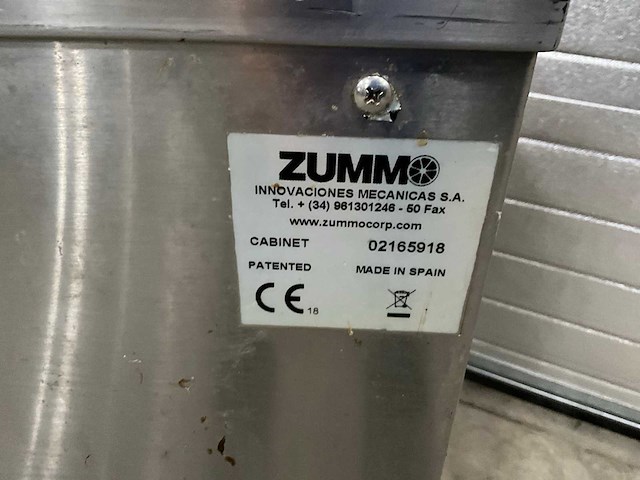 ZUMMO
INNOVACIONES MECANICAS S.A.
Tel. + (34) 961301246 - 50 Fax
www.zummocorp.com
CABINET 02165918
PATENTED MADE IN SPAIN
CE 18